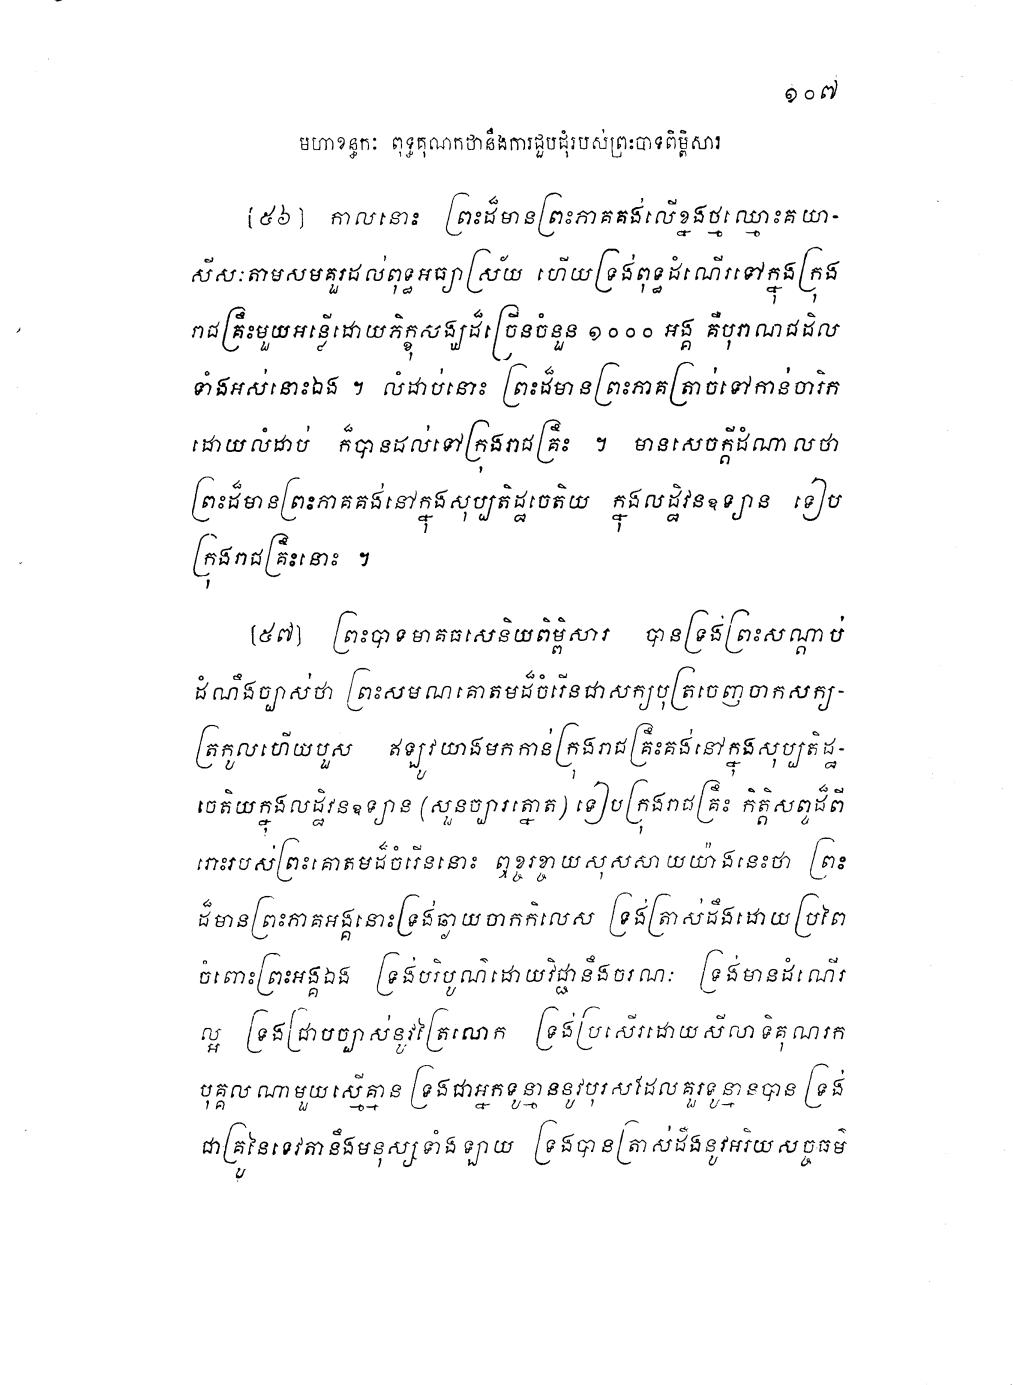 ១០៧
មហាខន្ធកៈ ពុទ្ធគុណកថានឹងការជួបជុំរបស់ព្រះបាទពិម្ពិសារ
[៥៦] កាលនោះ ព្រះដ៏មានព្រះភាគគង់លើខ្នងថ្មឈ្មោះគយា-
សីសៈតាមសមគួរដល់ពុទ្ធអធ្យាស្រ័យ ហើយទ្រង់ពុទ្ធដំណើរទៅក្នុងក្រុង
រាជគ្រឹះមួយអន្លើដោយភិក្ខុសង្ឃដ៏ច្រើនចំនួន ១០០០ អង្គ គឺបុរាណជដិល
ទាំងអស់នោះឯង ។ លំដាប់នោះ ព្រះដ៏មានព្រះភាគត្រាច់ទៅកាន់ចារិក
ដោយលំដាប់ ក៏បានដល់ទៅក្រុងរាជគ្រឹះ ។ មានសេចក្តីដំណាលថា
ព្រះដ៏មានព្រះភាគគង់នៅក្នុងសុប្បតិដ្ឋចេតិយ ក្នុងលដ្ឋិវនឧទ្យាន ទៀប
ក្រុងរាជគ្រឹះនោះ ។
[៥៧] ព្រះបាទមាគធសេនិយពិម្ពិសារ បានទ្រង់ព្រះសណ្តាប់
ដំណឹងច្បាស់ថា ព្រះសមណគោតមដ៏ចំរើនជាសក្យបុត្រចេញចាកសក្យ-
ត្រកូលហើយបួស ឥឡូវយាងមកកាន់ក្រុងរាជគ្រឹះគង់នៅក្នុងសុប្បតិដ្ឋ-
ចេតិយក្នុងលដ្ឋិវនឧទ្យាន (សួនច្បារត្នោត) ទៀបក្រុងរាជគ្រឹះ កិត្តិសព្ទដ៏ពី
រោះរបស់ព្រះគោតមដ៏ចំរើននោះ ឮខ្ចរខ្ចាយសុសសាយយ៉ាងនេះថា ព្រះ
ដ៏មានព្រះភាគអង្គនោះទ្រង់ឆ្ងាយចាកកិលេស ទ្រង់ត្រាស់ដឹងដោយប្រពៃ
ចំពោះព្រះអង្គឯង ទ្រង់បរិបូណ៌ដោយវិជ្ជានឹងចរណៈ ទ្រង់មានដំណើរ
ល្អ ទ្រង់ជ្រាបច្បាស់នូវត្រៃលោក ទ្រង់ប្រសើរដោយសីលាទិគុណរក
បុគ្គលណាមួយស្មើគ្មាន ទ្រង់ជាអ្នកទូន្មាននូវបុរសដែលគួរទូន្មានបាន ទ្រង់
ជាគ្រូនៃទេវតានឹងមនុស្សទាំងឡាយ ទ្រង់បានត្រាស់ដឹងនូវអរិយសច្ចធម៌